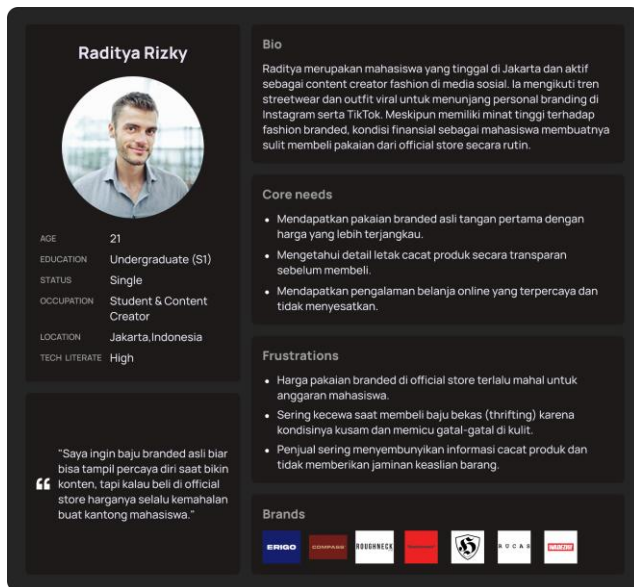 Raditya Rizky
AGE 21
EDUCATION Undergraduate (S1)
STATUS Single
OCCUPATION Student & Content
Creator
LOCATION Jakarta,Indonesia
TECH LITERATE High
"Saya ingin baju branded asli biar
bisa tampil percaya diri saat bikin
konten, tapi kalau beli di official
store harganya selalu kemahalan
buat kantong mahasiswa."
Bio
Raditya merupakan mahasiswa yang tinggal di Jakarta dan aktif
sebagai content creator fashion di media sosial. Ia mengikuti tren
streetwear dan outfit viral untuk menunjang personal branding di
Instagram serta TikTok. Meskipun memiliki minat tinggi terhadap
fashion branded, kondisi finansial sebagai mahasiswa membuatnya
sulit membeli pakaian dari official store secara rutin.
Core needs
• Mendapatkan pakaian branded asli tangan pertama dengan
harga yang lebih terjangkau.
• Mengetahui detail letak cacat produk secara transparan
sebelum membeli.
• Mendapatkan pengalaman belanja online yang terpercaya dan
tidak menyesatkan.
Frustrations
• Harga pakaian branded di official store terlalu mahal untuk
anggaran mahasiswa.
• Sering kecewa saat membeli baju bekas (thrifting) karena
kondisinya kusam dan memicu gatal-gatal di kulit.
• Penjual sering menyembunyikan informasi cacat produk dan
tidak memberikan jaminan keaslian barang.
Brands
ERIGO COMPASS ROUGHNECK RUCAS